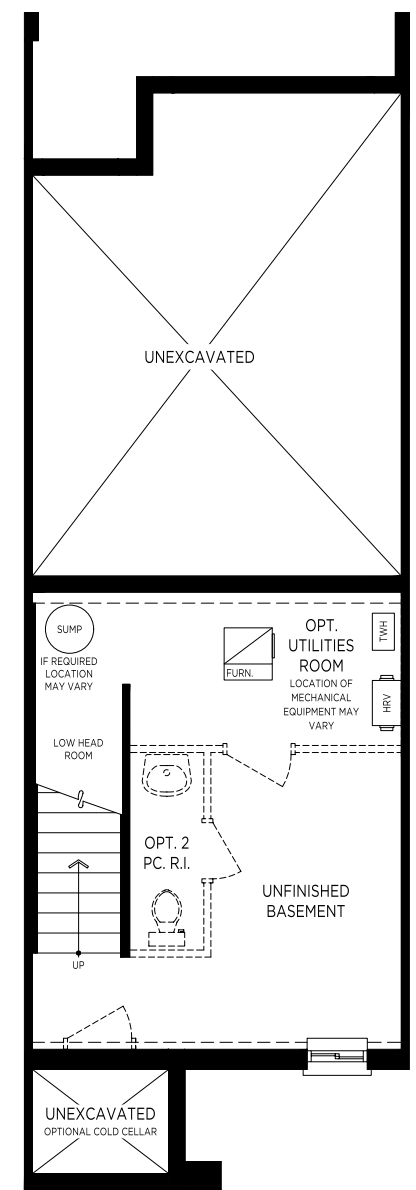 UNEXCAVATED
SUMP
IF REQUIRED
LOCATION
MAY VARY
FURN.
OPT.
UTILITIES
ROOM
LOCATION OF
MECHANICAL
EQUIPMENT MAY
VARY
TWH
HRV
LOW HEAD
ROOM
OPT. 2
PC. R.I.
UNFINISHED
BASEMENT
UP
UNEXCAVATED
OPTIONAL COLD CELLAR